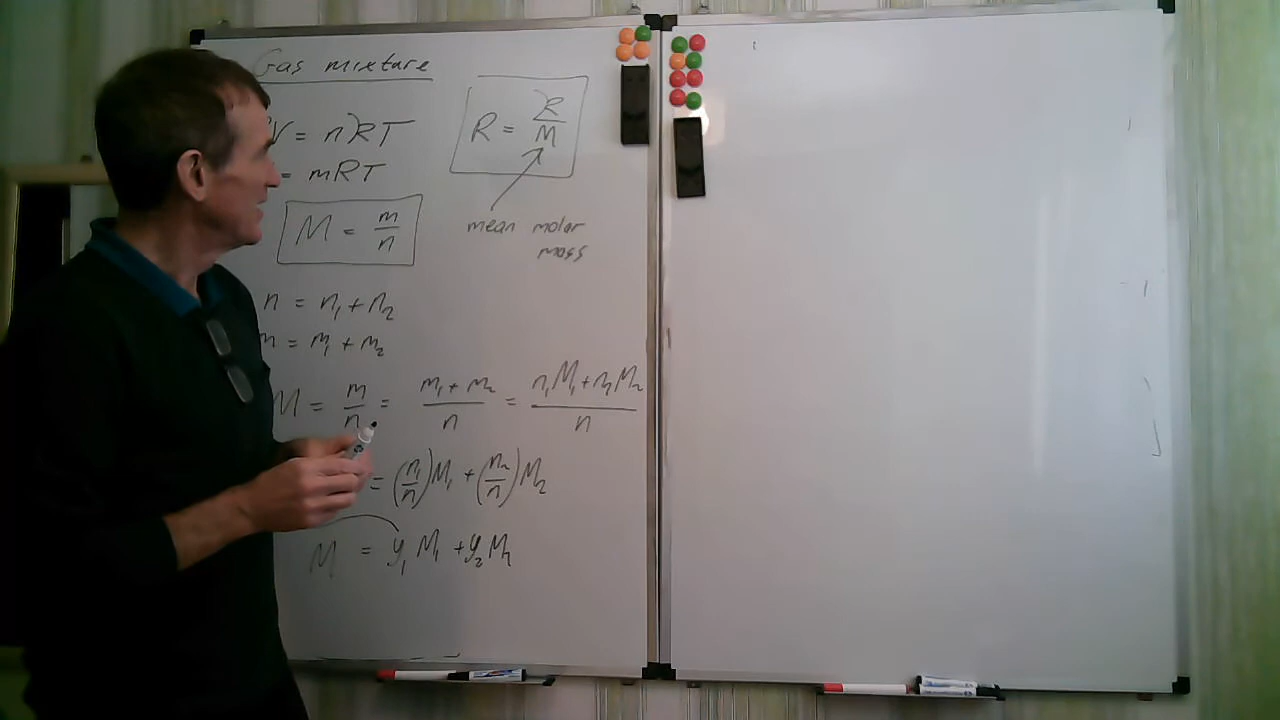 Gas mixture
V = nRT
= mRT
R = R/M
mean molar
mass
M = m/n
n = n₁ + n₂
m = m₁ + m₂
M = m/n = (m₁ + m₂)/n = (n₁M₁ + n₂M₂)/n
= (n₁/n)M₁ + (n₂/n)M₂
M = y₁M₁ + y₂M₂